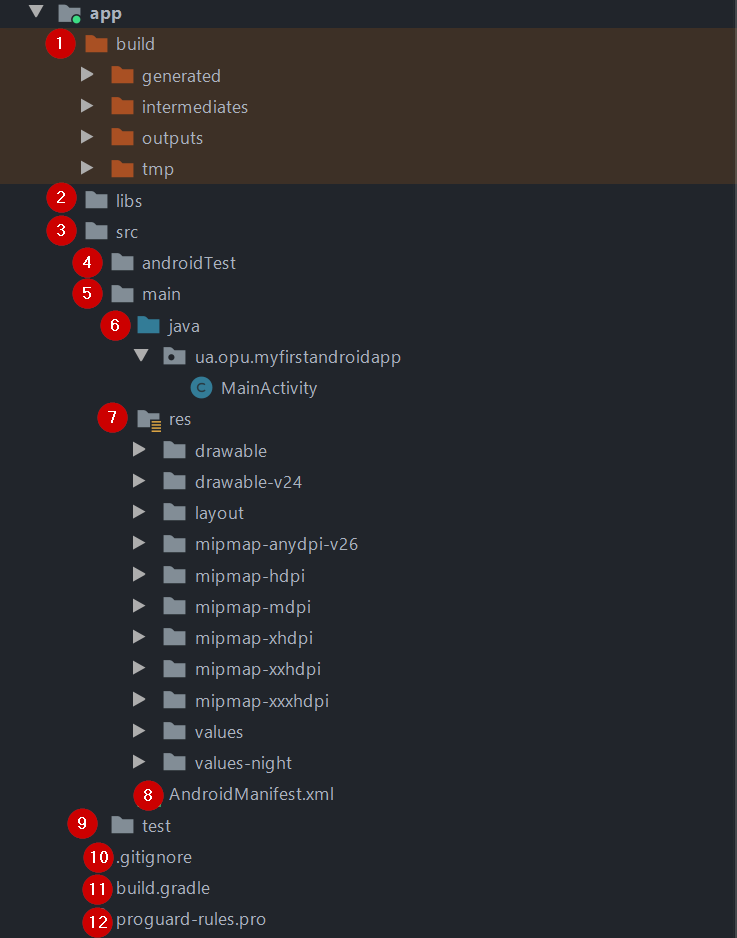 app
1 build
generated
intermediates
outputs
tmp
2 libs
3 src
4 androidTest
5 main
6 java
ua.opu.myfirstandroidapp
C MainActivity
7 res
drawable
drawable-v24
layout
mipmap-anydpi-v26
mipmap-hdpi
mipmap-mdpi
mipmap-xhdpi
mipmap-xxhdpi
mipmap-xxxhdpi
values
values-night
8 AndroidManifest.xml
9 test
10 .gitignore
11 build.gradle
12 proguard-rules.pro